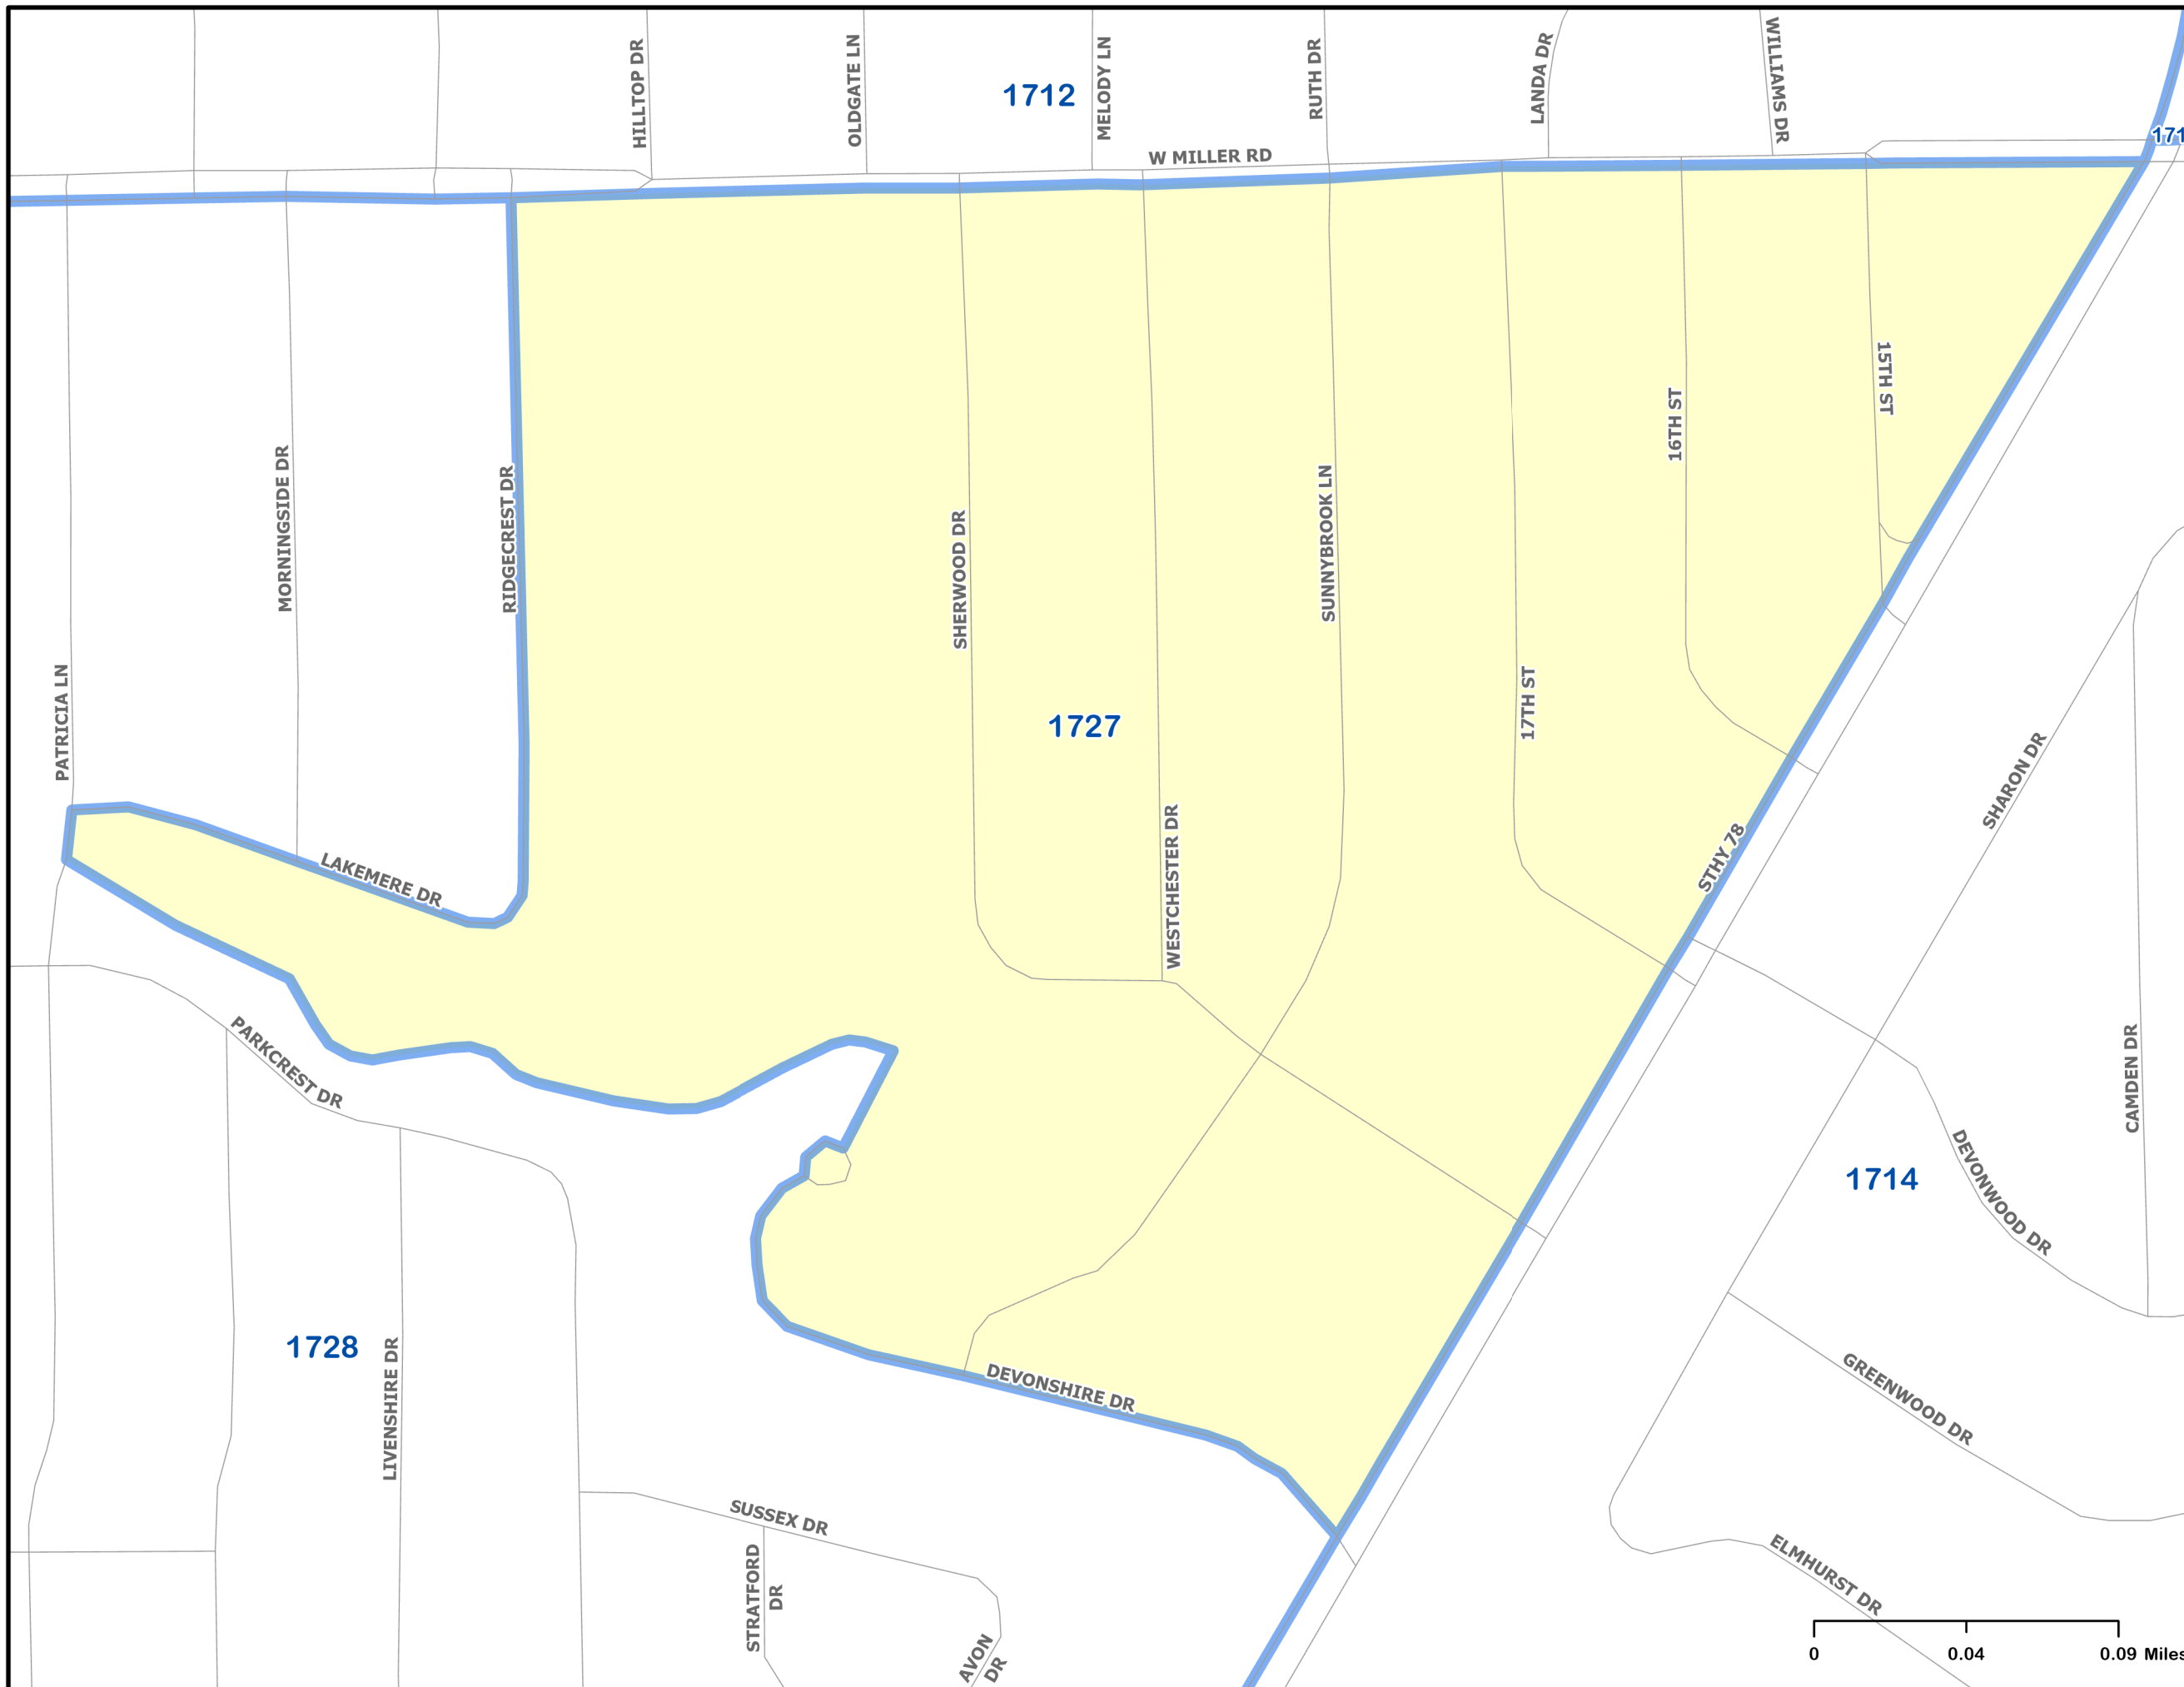 HILLTOP DR
OLDGATE LN
1712
MELODY LN
RUTH DR
LANDA DR
WILLIAMS DR
W MILLER RD
171
MORNINGSIDE DR
RIDGECREST DR
SHERWOOD DR
SUNNYBROOK LN
16TH ST
15TH ST
PATRICIA LN
1727
17TH ST
WESTCHESTER DR
STHY 78
SHARON DR
LAKEMERE DR
PARKCREST DR
CAMDEN DR
1714
DEVONWOOD DR
1728
LIVENSHIRE DR
DEVONSHIRE DR
GREENWOOD DR
SUSSEX DR
STRATFORD
DR
AVON
DR
ELMHURST DR
0 0.04 0.09 Miles